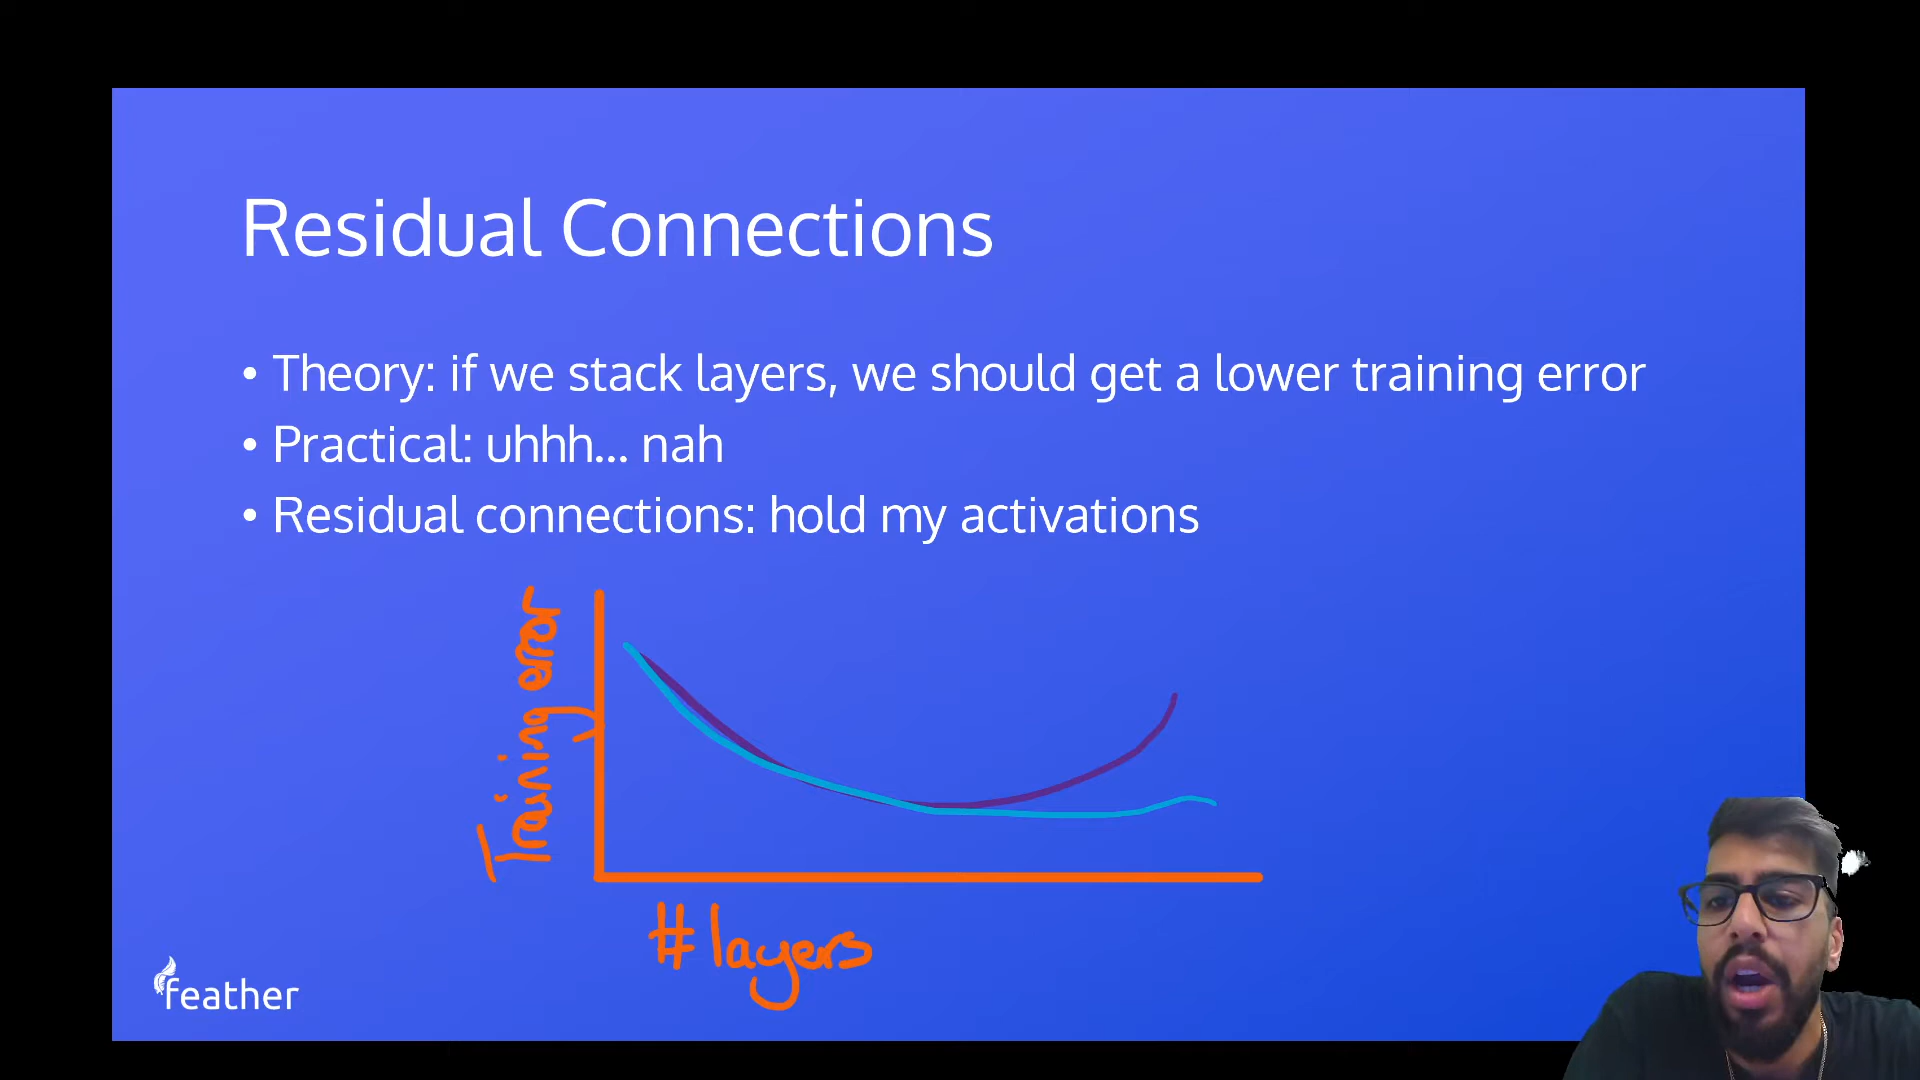 Residual Connections
• Theory: if we stack layers, we should get a lower training error
• Practical: uhhh... nah
• Residual connections: hold my activations
Training error
# layers
feather